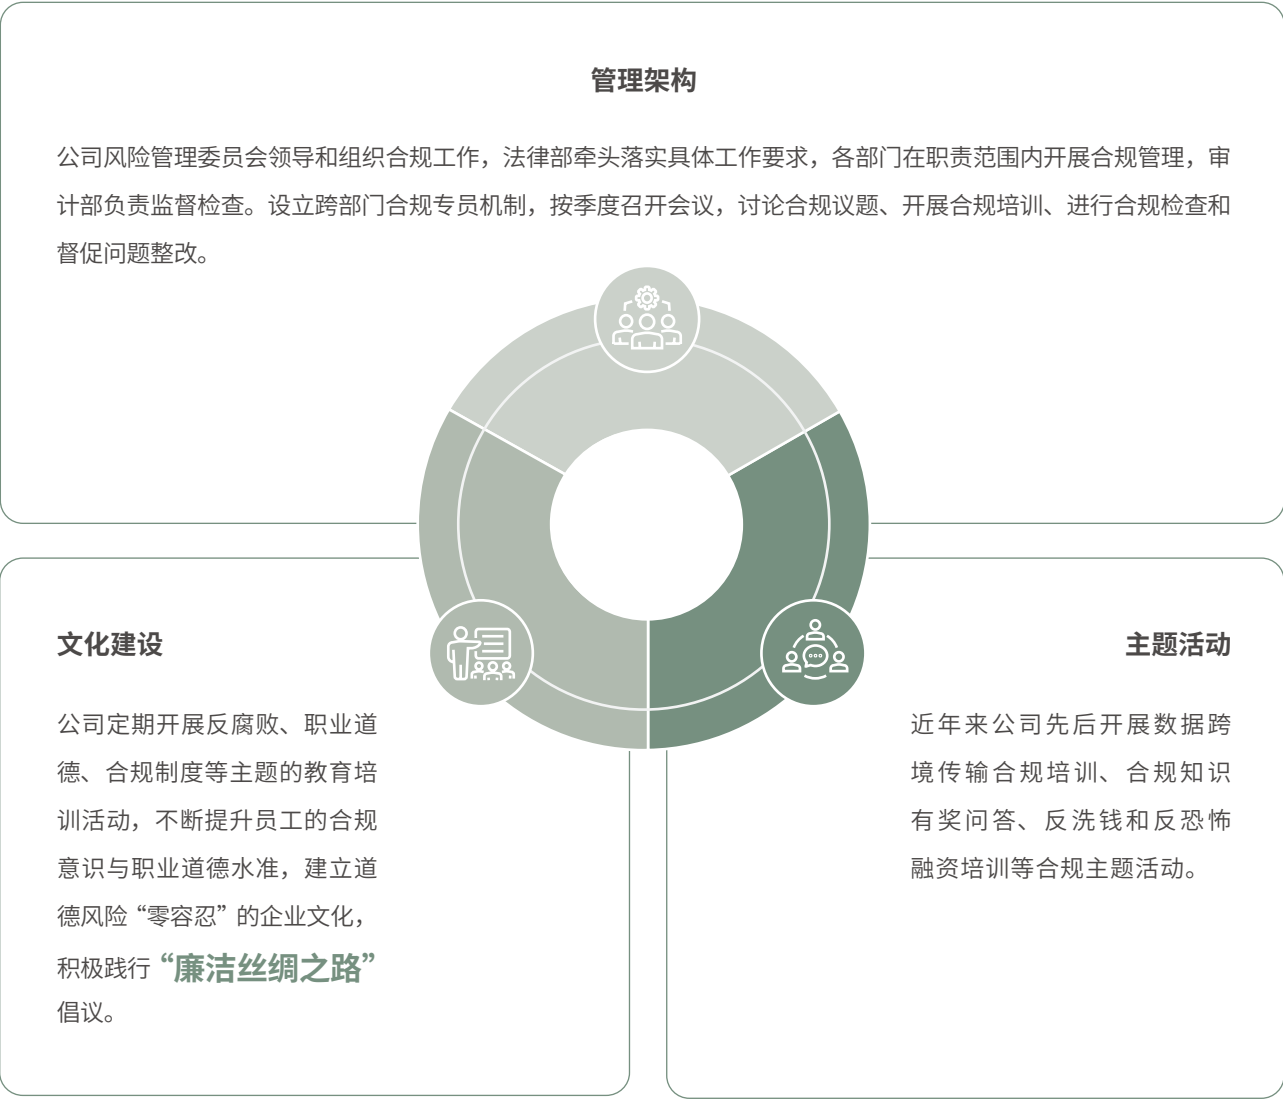 管理架构
公司风险管理委员会领导和组织合规工作，法律部牵头落实具体工作要求，各部门在职责范围内开展合规管理，审
计部负责监督检查。设立跨部门合规专员机制，按季度召开会议，讨论合规议题、开展合规培训、进行合规检查和
督促问题整改。
文化建设
公司定期开展反腐败、职业道
德、合规制度等主题的教育培
训活动，不断提升员工的合规
意识与职业道德水准，建立道
德风险“零容忍”的企业文化，
积极践行“廉洁丝绸之路”
倡议。
主题活动
近年来公司先后开展数据跨
境传输合规培训、合规知识
有奖问答、反洗钱和反恐怖
融资培训等合规主题活动。